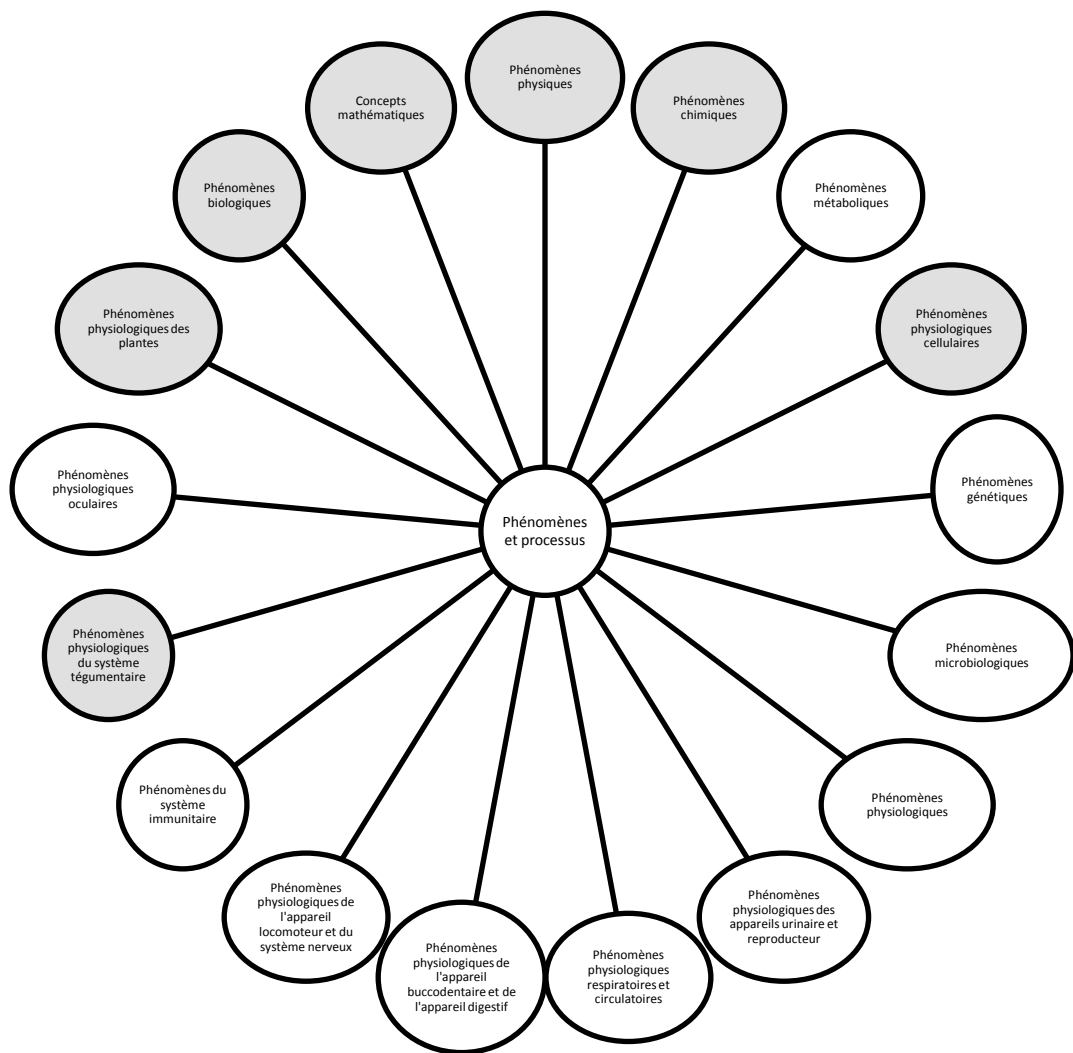 Phénomènes
physiques
Phénomènes
chimiques
Phénomènes
métaboliques
Phénomènes
physiologiques
cellulaires
Phénomènes
génétiques
Phénomènes
microbiologiques
Phénomènes
physiologiques
Phénomènes
physiologiques des
appareils urinaire et
reproducteur
Phénomènes
physiologiques
respiratoires et
circulatoires
Phénomènes
physiologiques de
l'appareil
buccodentaire et de
l'appareil digestif
Phénomènes
physiologiques de
l'appareil
locomoteur et du
système nerveux
Phénomènes du
système
immunitaire
Phénomènes
physiologiques
du système
tégumentaire
Phénomènes
physiologiques
oculaires
Phénomènes
physiologiques des
plantes
Phénomènes
biologiques
Concepts
mathématiques
Phénomènes
et processus